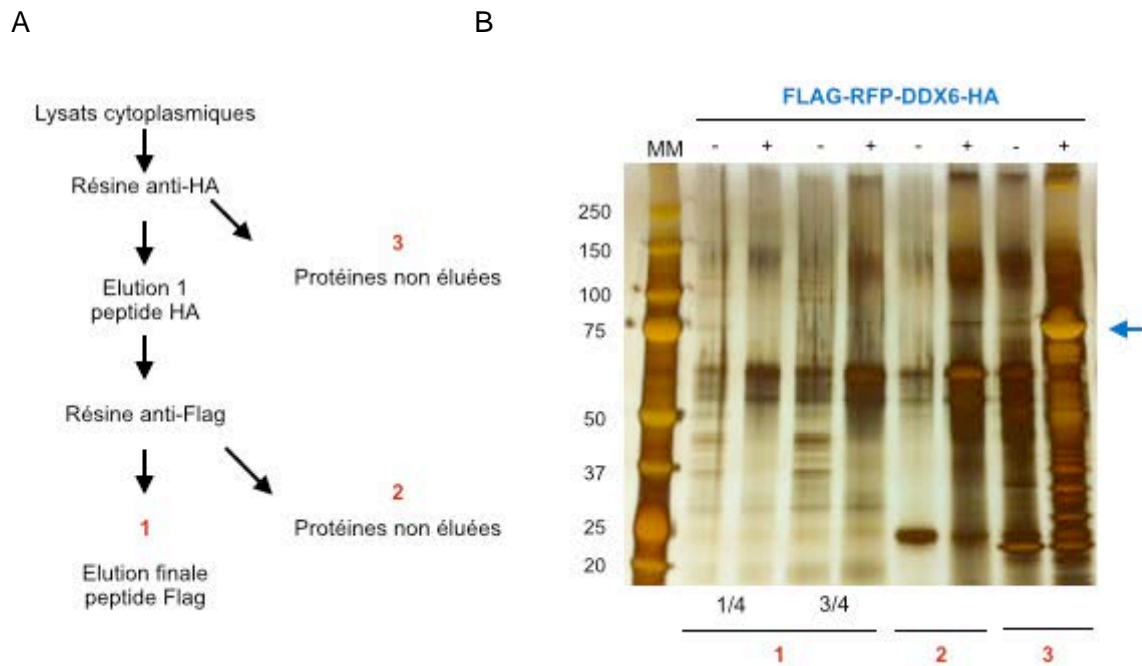 A
B
Lysats cytoplasmiques
Résine anti-HA
3
Protéines non éluées
Elution 1
peptide HA
Résine anti-Flag
2
Protéines non éluées
1
Elution finale
peptide Flag
FLAG-RFP-DDX6-HA
MM - + - + - + - +
250
150
100
75
50
37
25
20
1/4 3/4
1 2 3